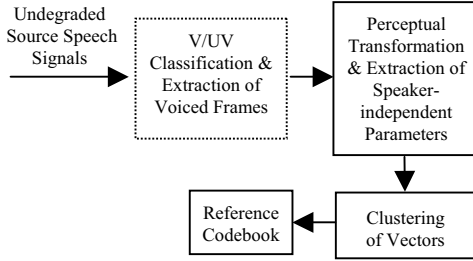 Undegraded
Source Speech
Signals
V/UV
Classification &
Extraction of
Voiced Frames
Perceptual
Transformation
& Extraction of
Speaker-
independent
Parameters
Clustering
of Vectors
Reference
Codebook